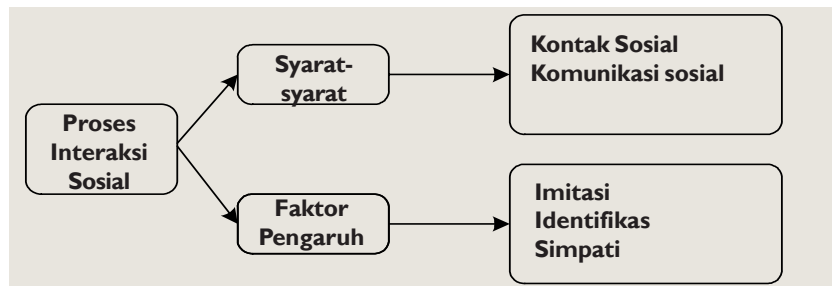 Proses
Interaksi
Sosial
Syarat-
syarat
Kontak Sosial
Komunikasi sosial
Faktor
Pengaruh
Imitasi
Identifikas
Simpati